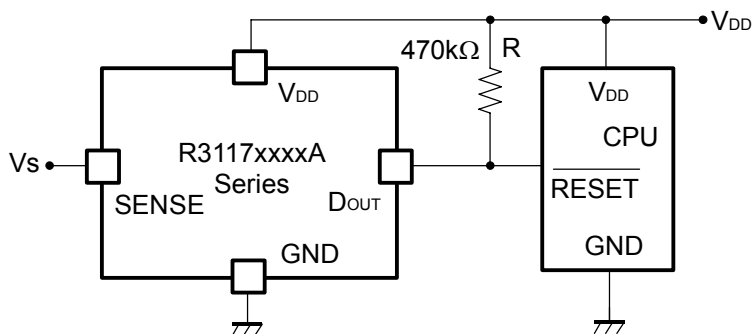 VDD
470kΩ R
VDD
VDD
R3117xxxxA
Series
CPU
Vs
SENSE
DOUT
RESET
GND
GND